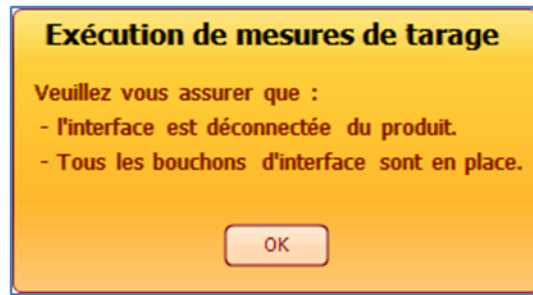 Exécution de mesures de tarage
Veuillez vous assurer que :
- l'interface est déconnectée du produit.
- Tous les bouchons d'interface sont en place.
OK